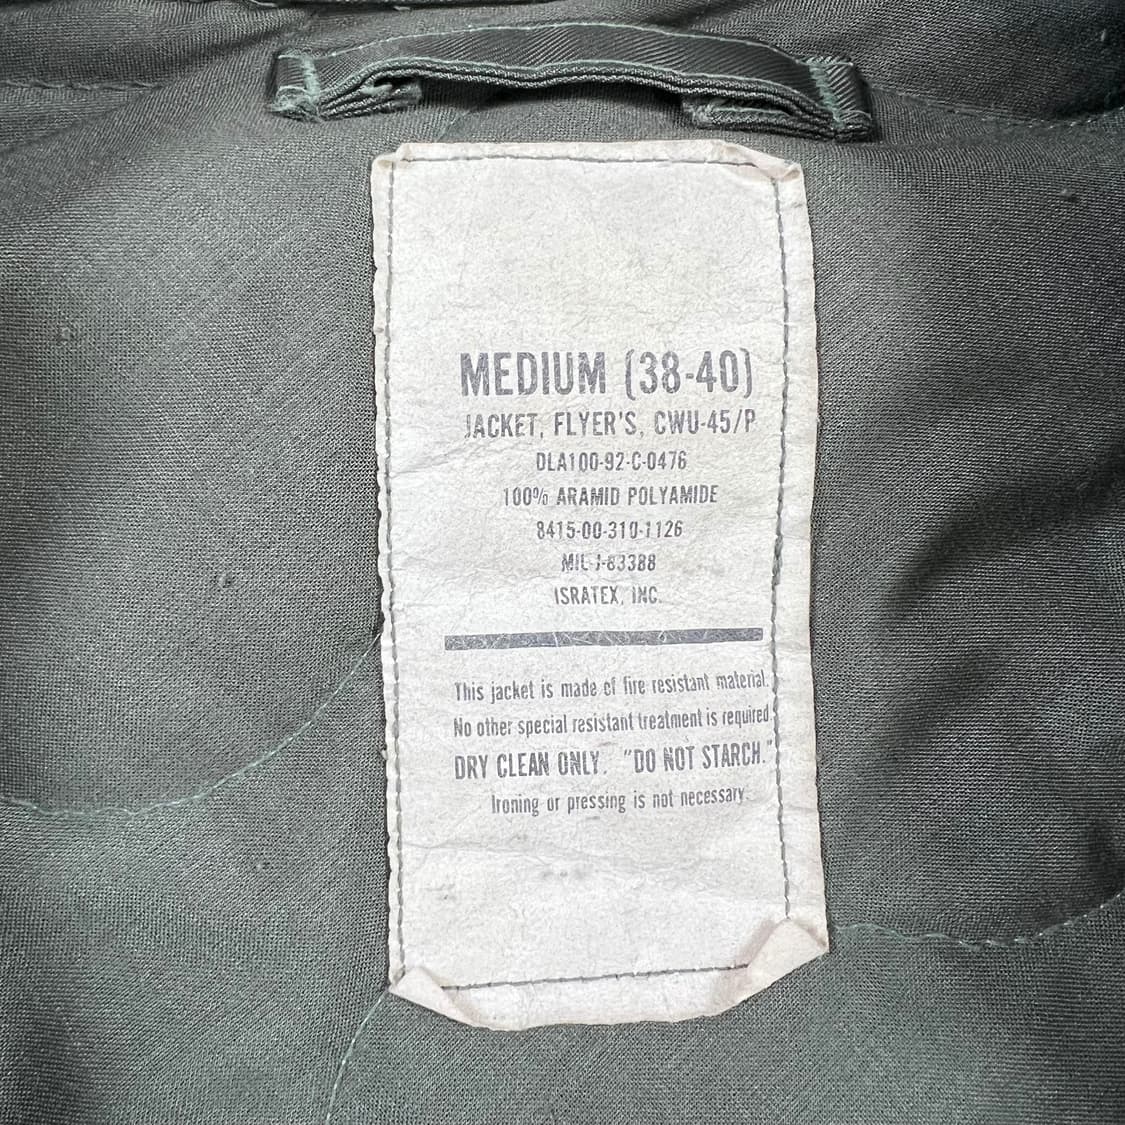 MEDIUM (38-40)
JACKET, FLYER'S, CWU-45/P
DLA100-92-C-0476
100% ARAMID POLYAMIDE
8415-00-310-1126
MIL-J-83388
ISRATEX, INC.
This jacket is made of fire resistant material.
No other special resistant treatment is required.
DRY CLEAN ONLY. "DO NOT STARCH."
Ironing or pressing is not necessary.